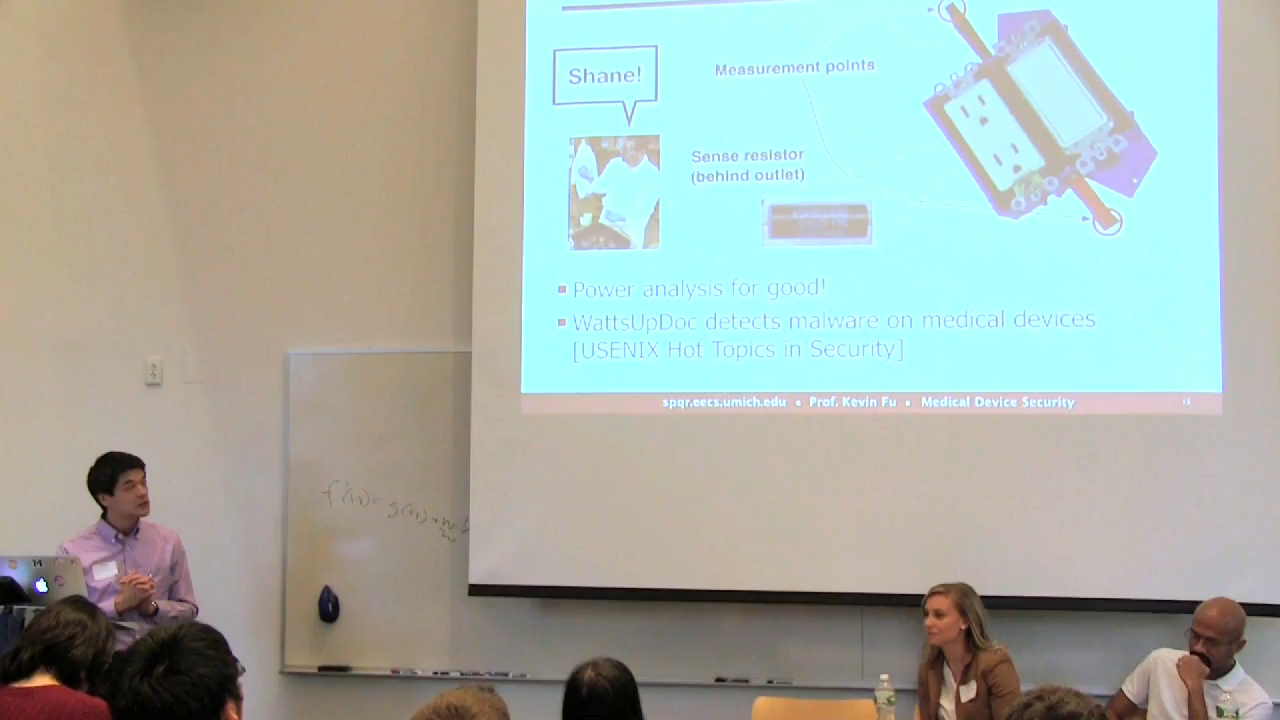 Shane!
Measurement points
Sense resistor
(behind outlet)
Power analysis for good!
WattsUpDoc detects malware on medical devices
[USENIX Hot Topics in Security]
spqr.eecs.umich.edu • Prof. Kevin Fu • Medical Device Security